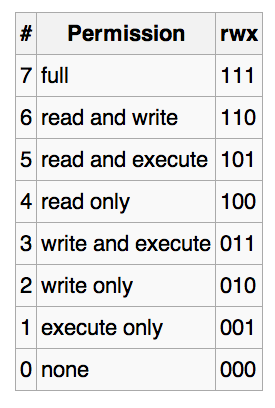 # Permission rwx
7 full 111
6 read and write 110
5 read and execute 101
4 read only 100
3 write and execute 011
2 write only 010
1 execute only 001
0 none 000